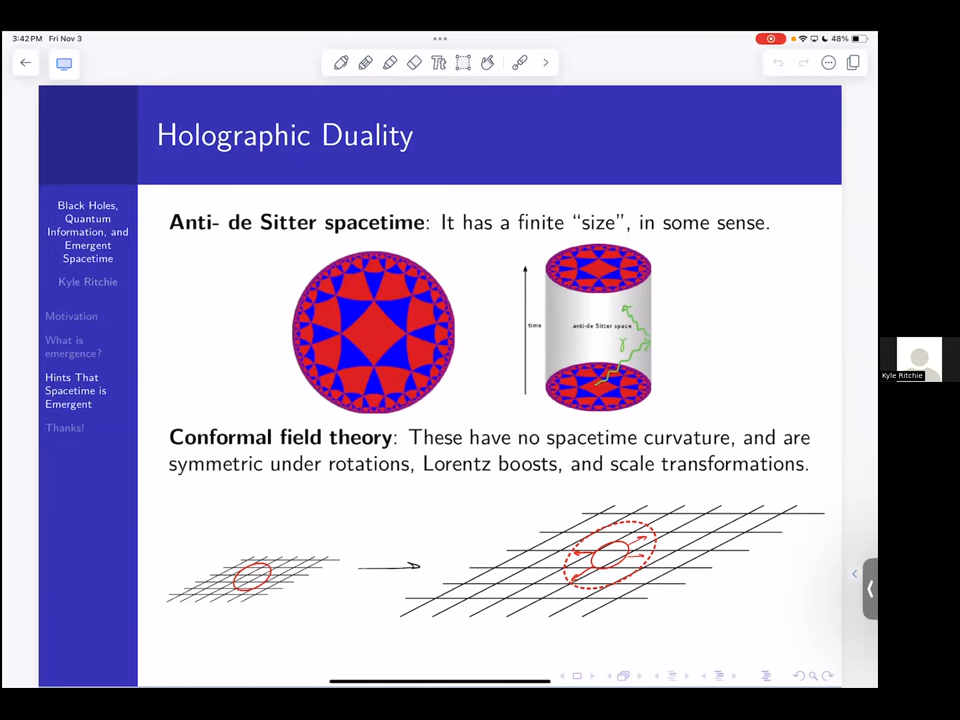 3:42 PM Fri Nov 3
48%
Tt
Holographic Duality
Black Holes,
Quantum
Information, and
Emergent
Spacetime
Kyle Ritchie
Motivation
What is
emergence?
Hints That
Spacetime is
Emergent
Thanks!
Anti- de Sitter spacetime: It has a finite “size”, in some sense.
time
anti-de Sitter space
γ
Conformal field theory: These have no spacetime curvature, and are
symmetric under rotations, Lorentz boosts, and scale transformations.
Kyle Ritchie